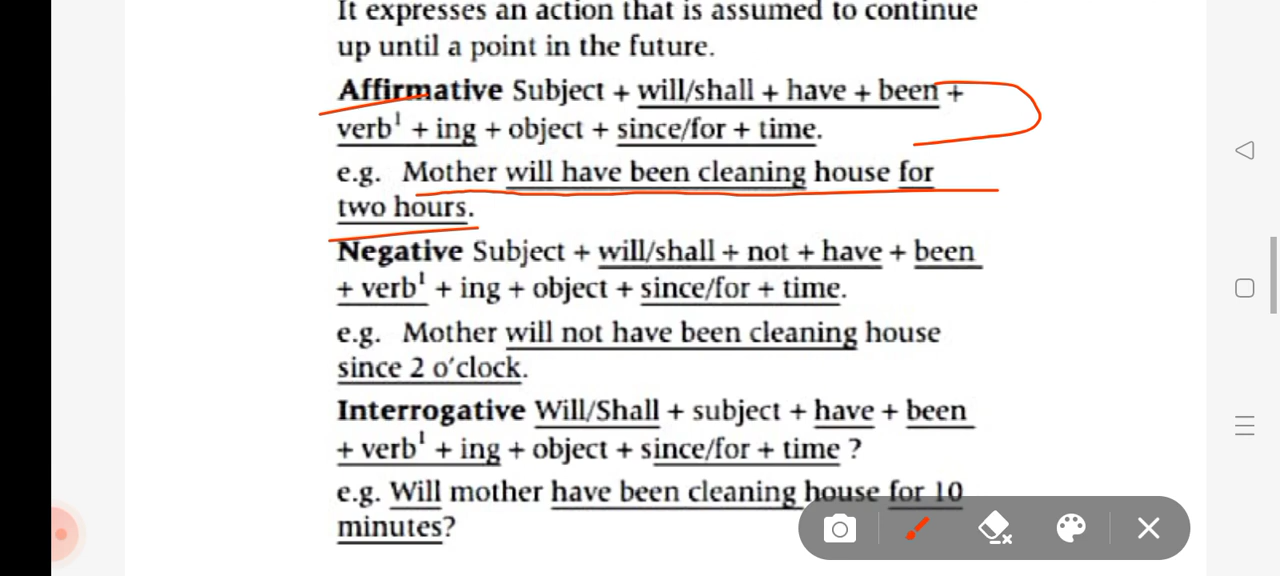 It expresses an action that is assumed to continue
up until a point in the future.
Affirmative Subject + will/shall + have + been +
verb¹ + ing + object + since/for + time.
e.g. Mother will have been cleaning house for
two hours.
Negative Subject + will/shall + not + have + been
+ verb¹ + ing + object + since/for + time.
e.g. Mother will not have been cleaning house
since 2 o'clock.
Interrogative Will/Shall + subject + have + been
+ verb¹ + ing + object + since/for + time ?
e.g. Will mother have been cleaning house for 10
minutes?